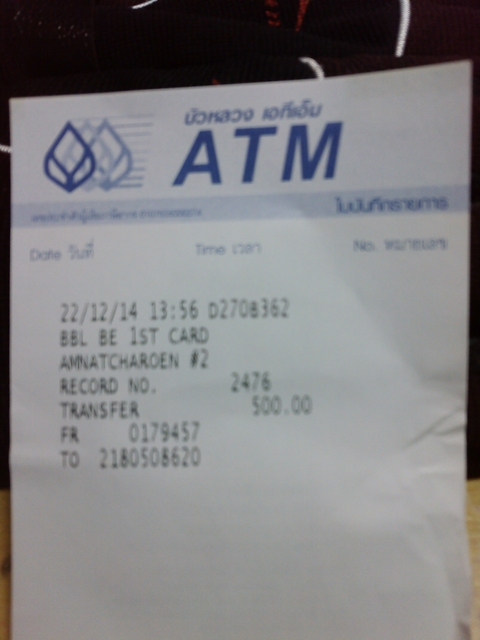 บัวหลวง เอทีเอ็ม
ATM
ใบบันทึกรายการ
Date วันที่ Time เวลา No. หมายเลข
22/12/14 13:56 D270B362
BBL BE 1ST CARD
AMNATCHAROEN #2
RECORD NO. 2476
TRANSFER 500.00
FR 0179457
TO 2180508620